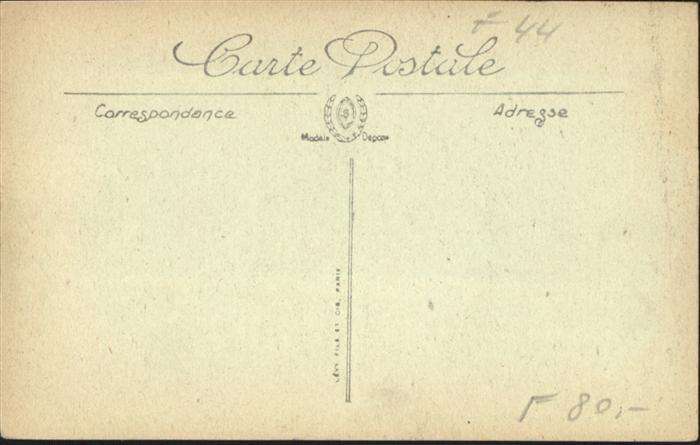 F 44
Carte Postale
Correspondance
Adresse
Modèle Déposé
LÉVY FILS ET CIE, PARIS
F 80,-